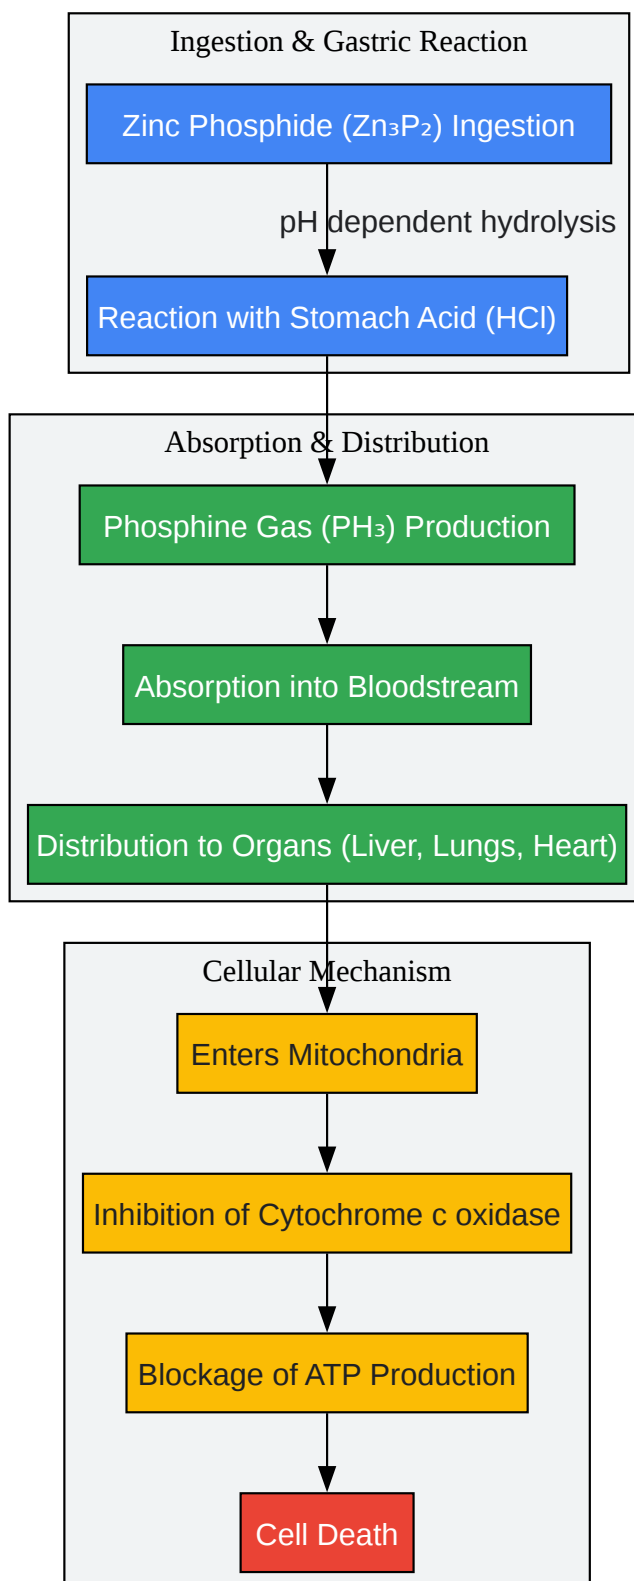 Ingestion & Gastric Reaction
Zinc Phosphide (Zn₃P₂) Ingestion
pH dependent hydrolysis
Reaction with Stomach Acid (HCl)
Absorption & Distribution
Phosphine Gas (PH₃) Production
Absorption into Bloodstream
Distribution to Organs (Liver, Lungs, Heart)
Cellular Mechanism
Enters Mitochondria
Inhibition of Cytochrome c oxidase
Blockage of ATP Production
Cell Death